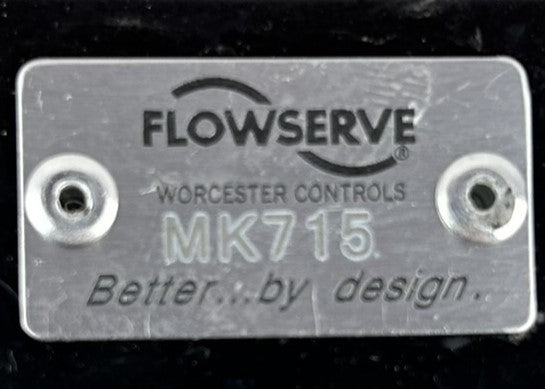 FLOWSERVE®
WORCESTER CONTROLS
MK715
Better...by design..